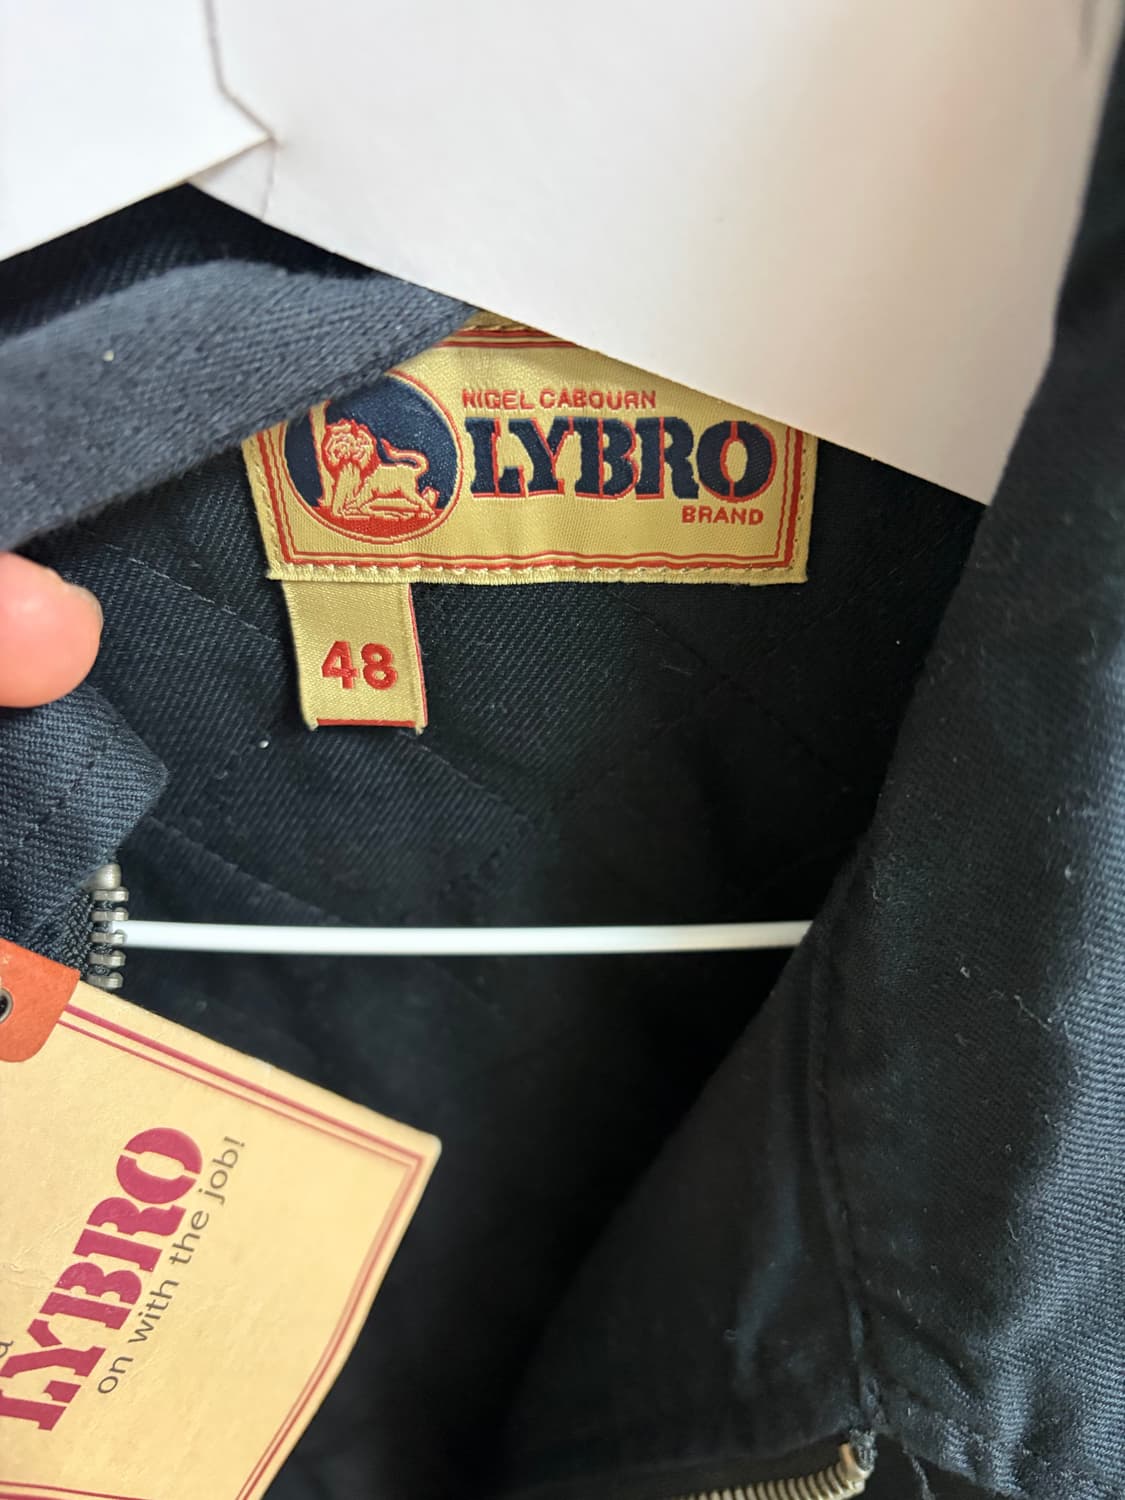 NIGEL CABOURN
LYBRO
BRAND
48
LYBRO
on with the job!